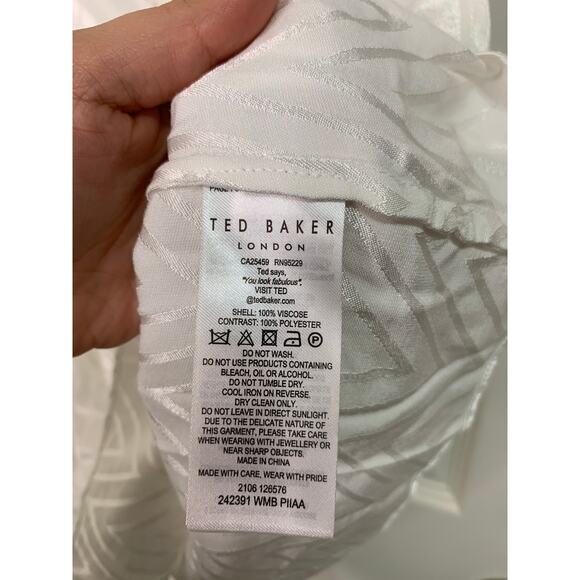 TED BAKER
LONDON
CA25459 RN95229
Ted says,
"You look fabulous".
VISIT TED
@tedbaker.com
SHELL: 100% VISCOSE
CONTRAST: 100% POLYESTER
P
DO NOT WASH.
DO NOT USE PRODUCTS CONTAINING
BLEACH, OIL OR ALCOHOL.
DO NOT TUMBLE DRY.
COOL IRON ON REVERSE.
DRY CLEAN ONLY.
DO NOT LEAVE IN DIRECT SUNLIGHT.
DUE TO THE DELICATE NATURE OF
THIS GARMENT, PLEASE TAKE CARE
WHEN WEARING WITH JEWELLERY OR
NEAR SHARP OBJECTS.
MADE IN CHINA
MADE WITH CARE, WEAR WITH PRIDE
2106 126576
242391 WMB PIIAA